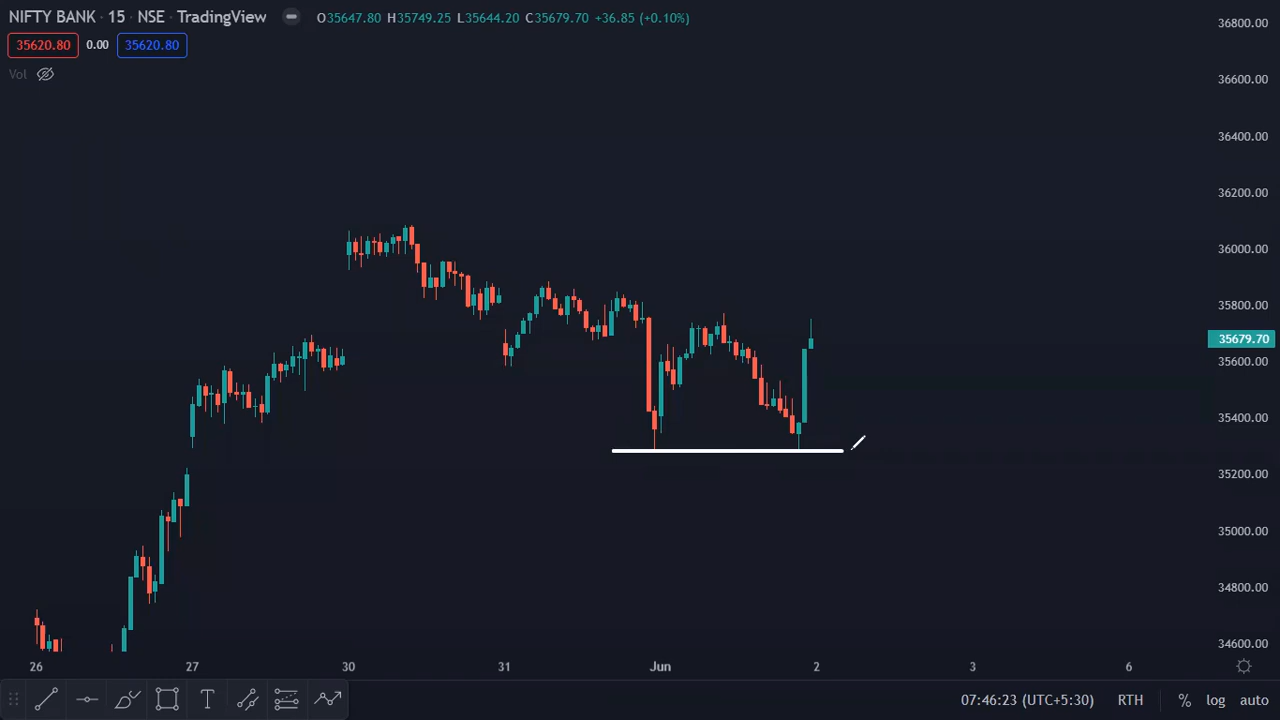 NIFTY BANK · 15 · NSE · TradingView O35647.80 H35749.25 L35644.20 C35679.70 +36.85 (+0.10%)
35620.80 0.00 35620.80
Vol
36800.00
36600.00
36400.00
36200.00
36000.00
35800.00
35679.70
35600.00
35400.00
35200.00
35000.00
34800.00
34600.00
26 27 30 31 Jun 2 3 6
07:46:23 (UTC+5:30) RTH % log auto